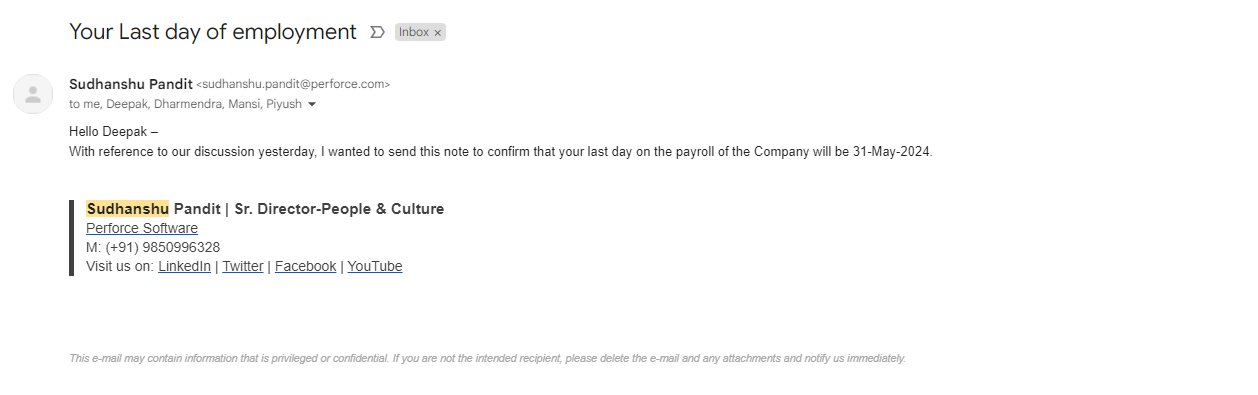 Your Last day of employment Inbox ×
Sudhanshu Pandit <sudhanshu.pandit@perforce.com>
to me, Deepak, Dharmendra, Mansi, Piyush
Hello Deepak –
With reference to our discussion yesterday, I wanted to send this note to confirm that your last day on the payroll of the Company will be 31-May-2024.
Sudhanshu Pandit | Sr. Director-People & Culture
Perforce Software
M: (+91) 9850996328
Visit us on: LinkedIn | Twitter | Facebook | YouTube
This e-mail may contain information that is privileged or confidential. If you are not the intended recipient, please delete the e-mail and any attachments and notify us immediately.